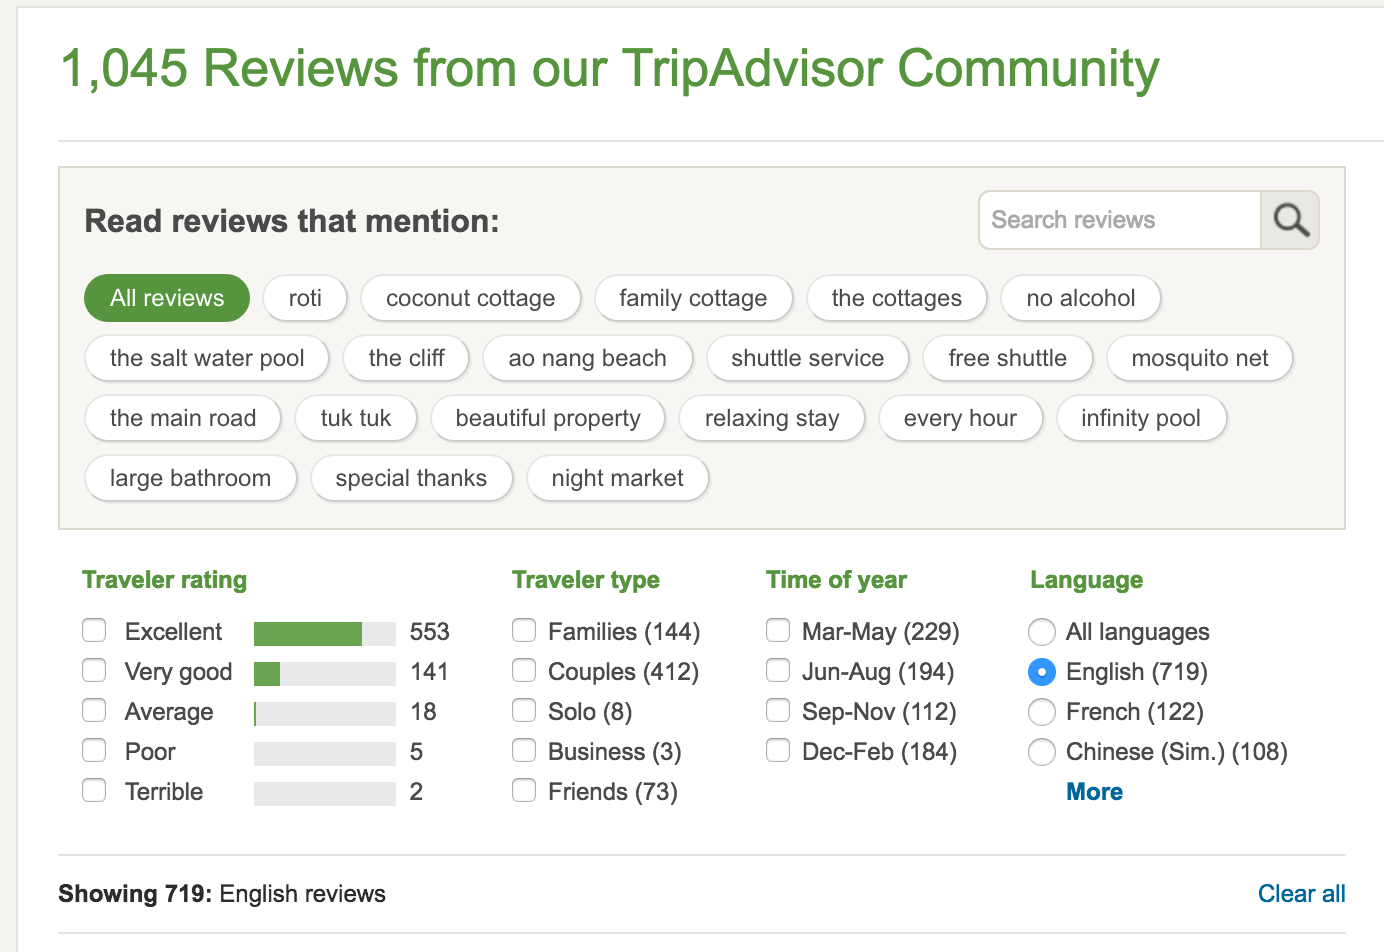 1,045 Reviews from our TripAdvisor Community
Read reviews that mention:
Search reviews
All reviews
roti
coconut cottage
family cottage
the cottages
no alcohol
the salt water pool
the cliff
ao nang beach
shuttle service
free shuttle
mosquito net
the main road
tuk tuk
beautiful property
relaxing stay
every hour
infinity pool
large bathroom
special thanks
night market
Traveler rating
Excellent 553
Very good 141
Average 18
Poor 5
Terrible 2
Traveler type
Families (144)
Couples (412)
Solo (8)
Business (3)
Friends (73)
Time of year
Mar-May (229)
Jun-Aug (194)
Sep-Nov (112)
Dec-Feb (184)
Language
All languages
English (719)
French (122)
Chinese (Sim.) (108)
More
Showing 719: English reviews
Clear all